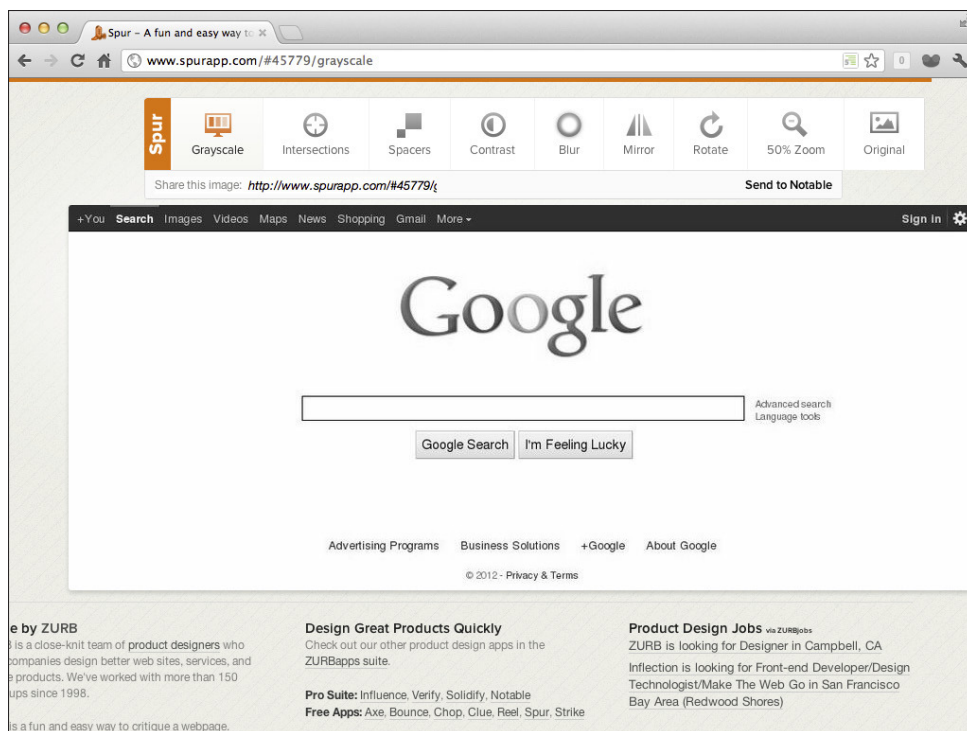 Spur – A fun and easy way to
www.spurapp.com/#45779/grayscale
0
Spur
Grayscale Intersections Spacers Contrast Blur Mirror Rotate 50% Zoom Original
Share this image: http://www.spurapp.com/#45779/g
Send to Notable
+You Search Images Videos Maps News Shopping Gmail More
Sign in
Google
Advanced search
Language tools
Google Search I'm Feeling Lucky
Advertising Programs Business Solutions +Google About Google
© 2012 - Privacy & Terms
e by ZURB
B is a close-knit team of product designers who
companies design better web sites, services, and
e products. We've worked with more than 150
ups since 1998.
is a fun and easy way to critique a webpage.
Design Great Products Quickly
Check out our other product design apps in the
ZURBapps suite.
Pro Suite: Influence, Verify, Solidify, Notable
Free Apps: Axe, Bounce, Chop, Clue, Reel, Spur, Strike
Product Design Jobs via ZURBjobs
ZURB is looking for Designer in Campbell, CA
Inflection is looking for Front-end Developer/Design
Technologist/Make The Web Go in San Francisco
Bay Area (Redwood Shores)